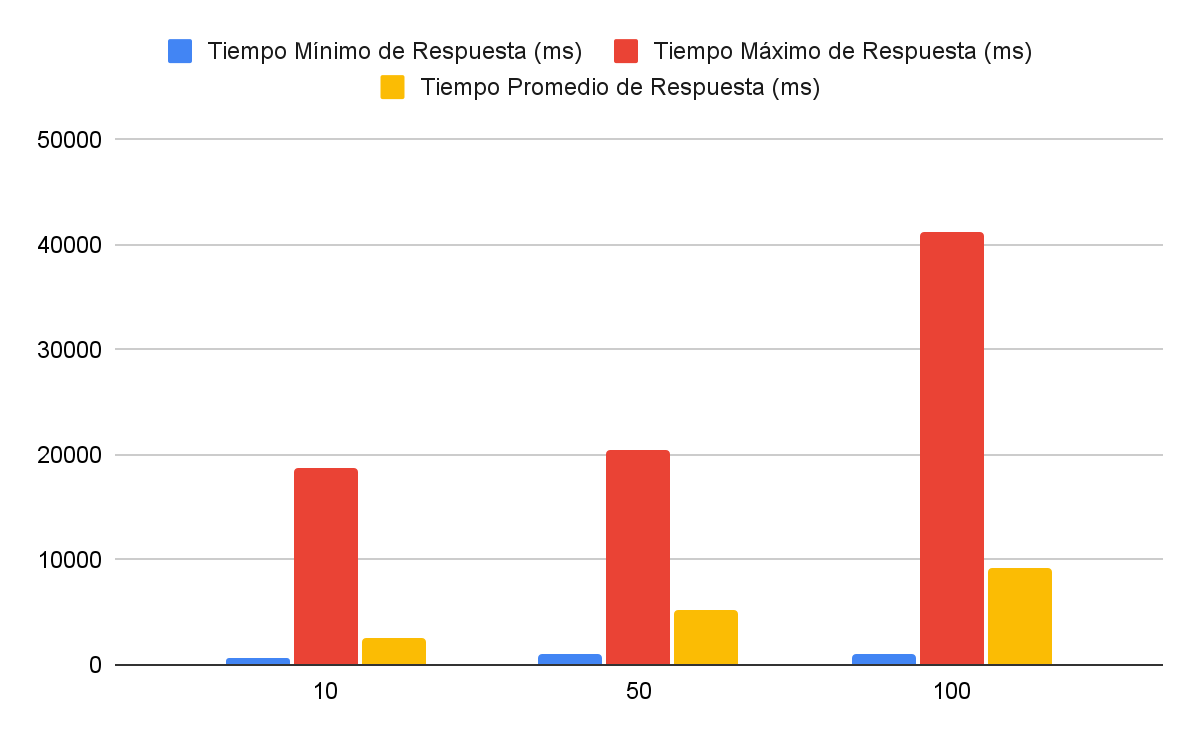 Tiempo Mínimo de Respuesta (ms) Tiempo Máximo de Respuesta (ms)
Tiempo Promedio de Respuesta (ms)
50000
40000
30000
20000
10000
0
10 50 100